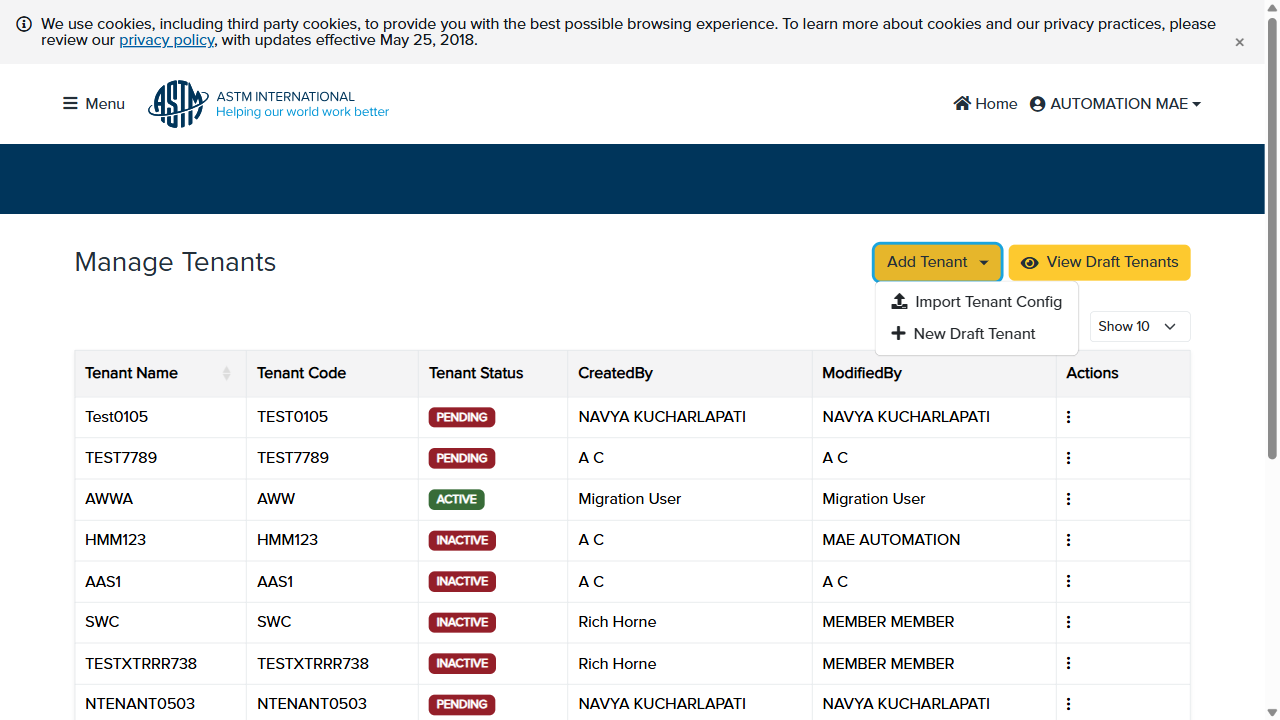 We use cookies, including third party cookies, to provide you with the best possible browsing experience. To learn more about cookies and our privacy practices, please
review our privacy policy, with updates effective May 25, 2018.
×
Menu
ASTM
ASTM INTERNATIONAL
Helping our world work better
Home
AUTOMATION MAE
Manage Tenants
Add Tenant
View Draft Tenants
Import Tenant Config
New Draft Tenant
Show 10
Tenant Name Tenant Code Tenant Status CreatedBy ModifiedBy Actions
Test0105 TEST0105 PENDING NAVYA KUCHARLAPATI NAVYA KUCHARLAPATI
TEST7789 TEST7789 PENDING A C A C
AWWA AWW ACTIVE Migration User Migration User
HMM123 HMM123 INACTIVE A C MAE AUTOMATION
AAS1 AAS1 INACTIVE A C A C
SWC SWC INACTIVE Rich Horne MEMBER MEMBER
TESTXTRRR738 TESTXTRRR738 INACTIVE Rich Horne MEMBER MEMBER
NTENANT0503 NTENANT0503 PENDING NAVYA KUCHARLAPATI NAVYA KUCHARLAPATI